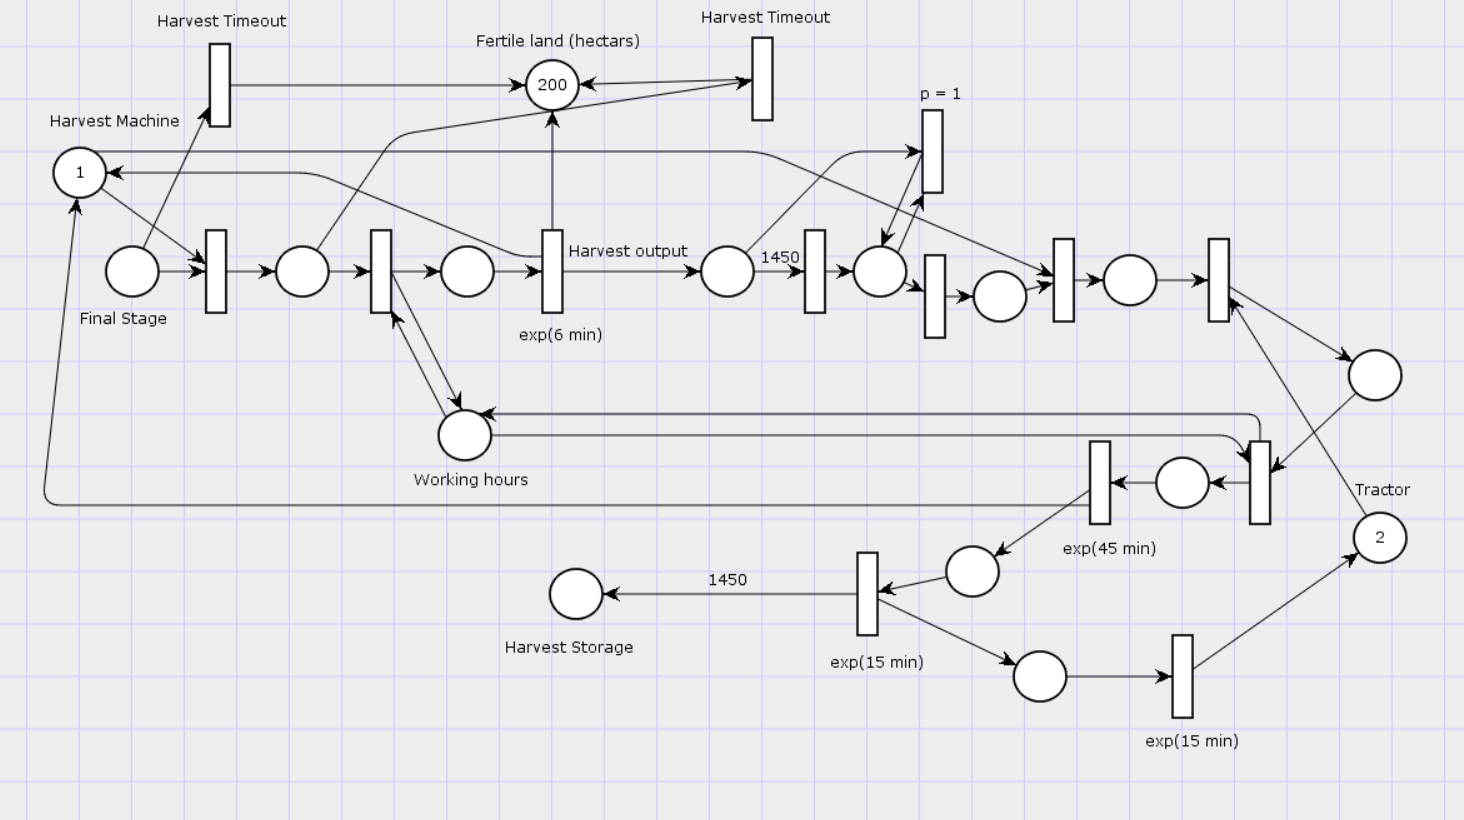 Harvest Timeout
Harvest Timeout
Fertile land (hectars)
200
p = 1
Harvest Machine
1
Harvest output
1450
Final Stage
exp(6 min)
Working hours
Tractor
2
exp(45 min)
1450
Harvest Storage
exp(15 min)
exp(15 min)